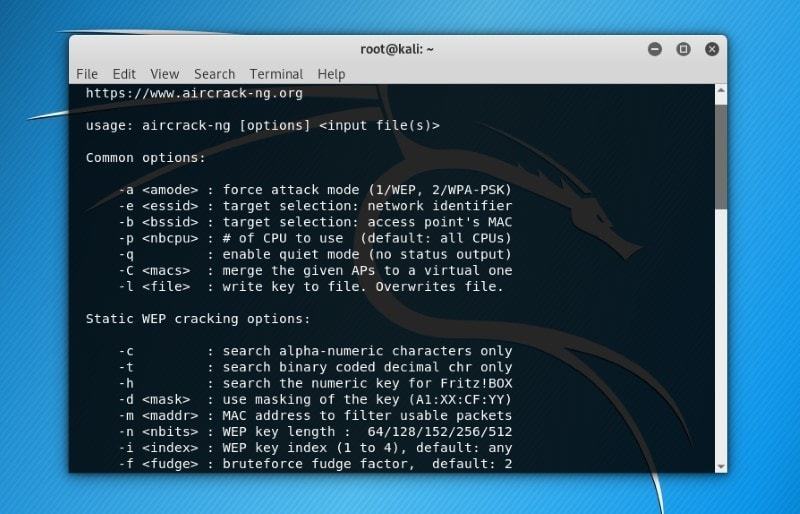 root@kali: ~
File Edit View Search Terminal Help
https://www.aircrack-ng.org
usage: aircrack-ng [options] <input file(s)>
Common options:
-a <amode> : force attack mode (1/WEP, 2/WPA-PSK)
-e <essid> : target selection: network identifier
-b <bssid> : target selection: access point's MAC
-p <nbcpu> : # of CPU to use  (default: all CPUs)
-q         : enable quiet mode (no status output)
-C <macs>  : merge the given APs to a virtual one
-l <file>  : write key to file. Overwrites file.
Static WEP cracking options:
-c         : search alpha-numeric characters only
-t         : search binary coded decimal chr only
-h         : search the numeric key for Fritz!BOX
-d <mask>  : use masking of the key (A1:XX:CF:YY)
-m <maddr> : MAC address to filter usable packets
-n <nbits> : WEP key length :  64/128/152/256/512
-i <index> : WEP key index (1 to 4), default: any
-f <fudge> : bruteforce fudge factor,  default: 2